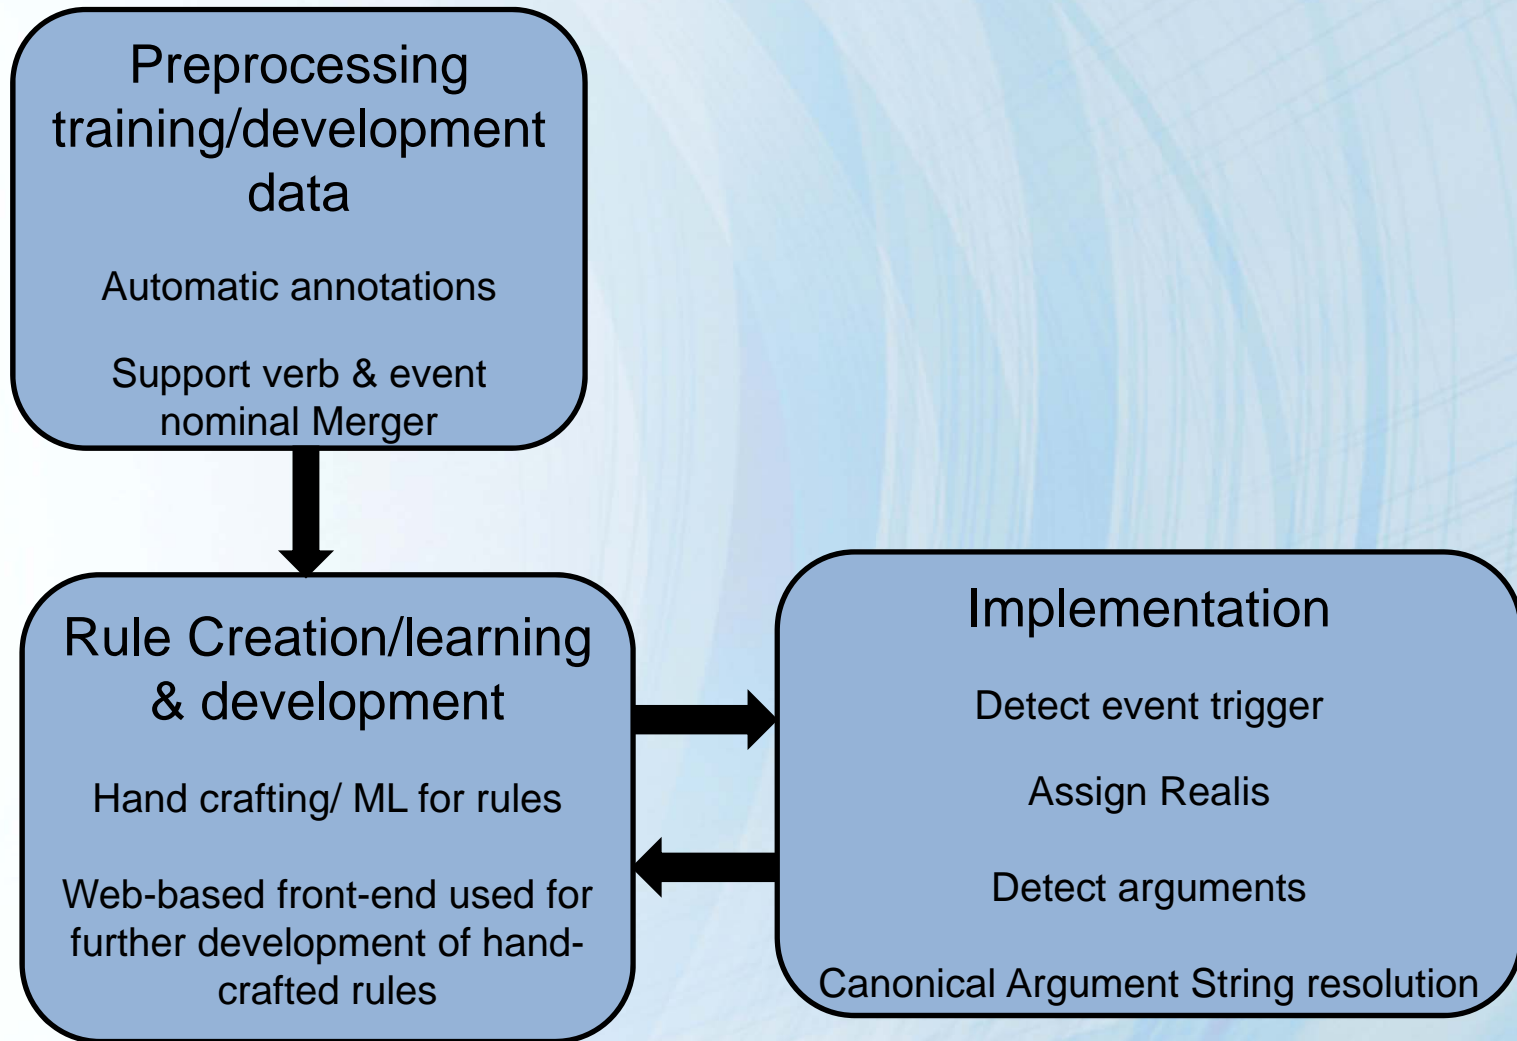 Preprocessing
training/development
data
Automatic annotations
Support verb & event
nominal Merger
Rule Creation/learning
& development
Hand crafting/ ML for rules
Web-based front-end used for
further development of hand-
crafted rules
Implementation
Detect event trigger
Assign Realis
Detect arguments
Canonical Argument String resolution